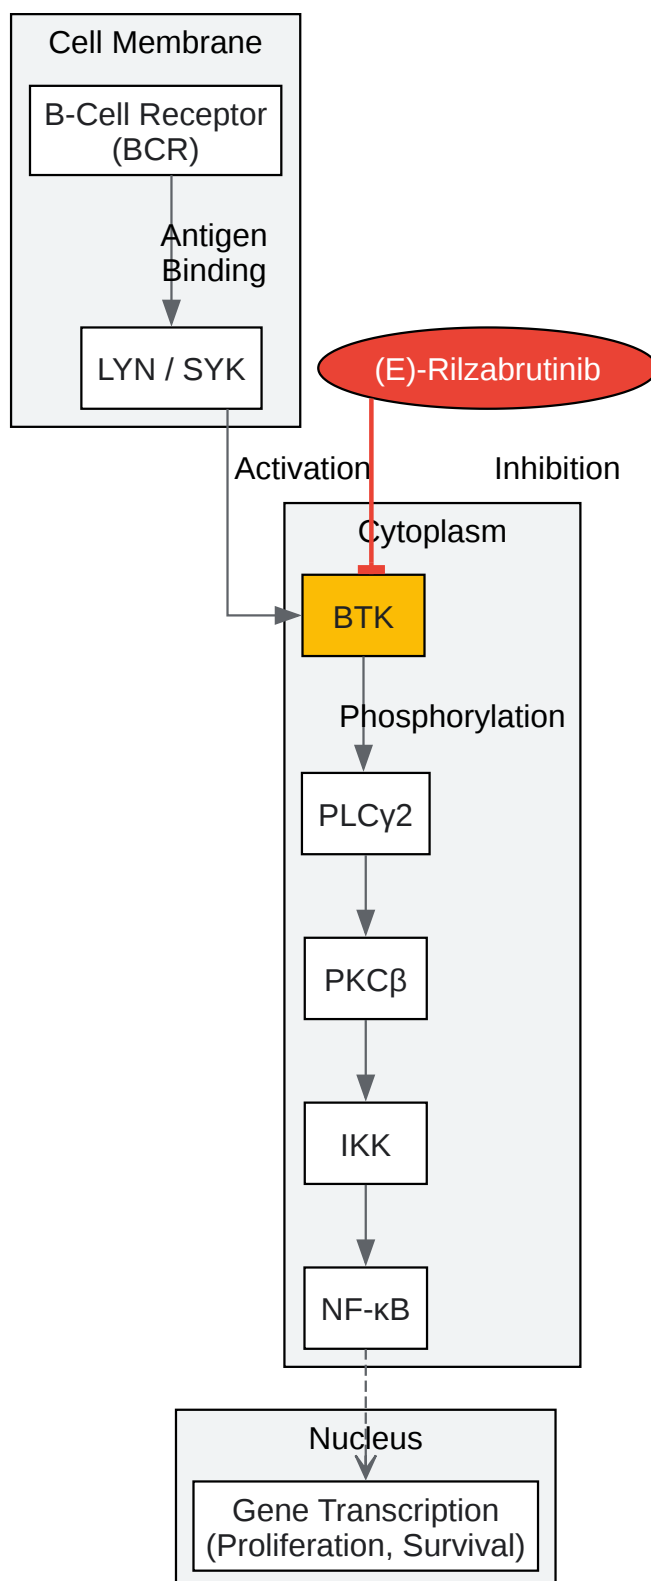 Cell Membrane
B-Cell Receptor
(BCR)
Antigen
Binding
LYN / SYK
(E)-Rilzabrutinib
Activation
Inhibition
Cytoplasm
BTK
Phosphorylation
PLCγ2
PKCβ
IKK
NF-κB
Nucleus
Gene Transcription
(Proliferation, Survival)